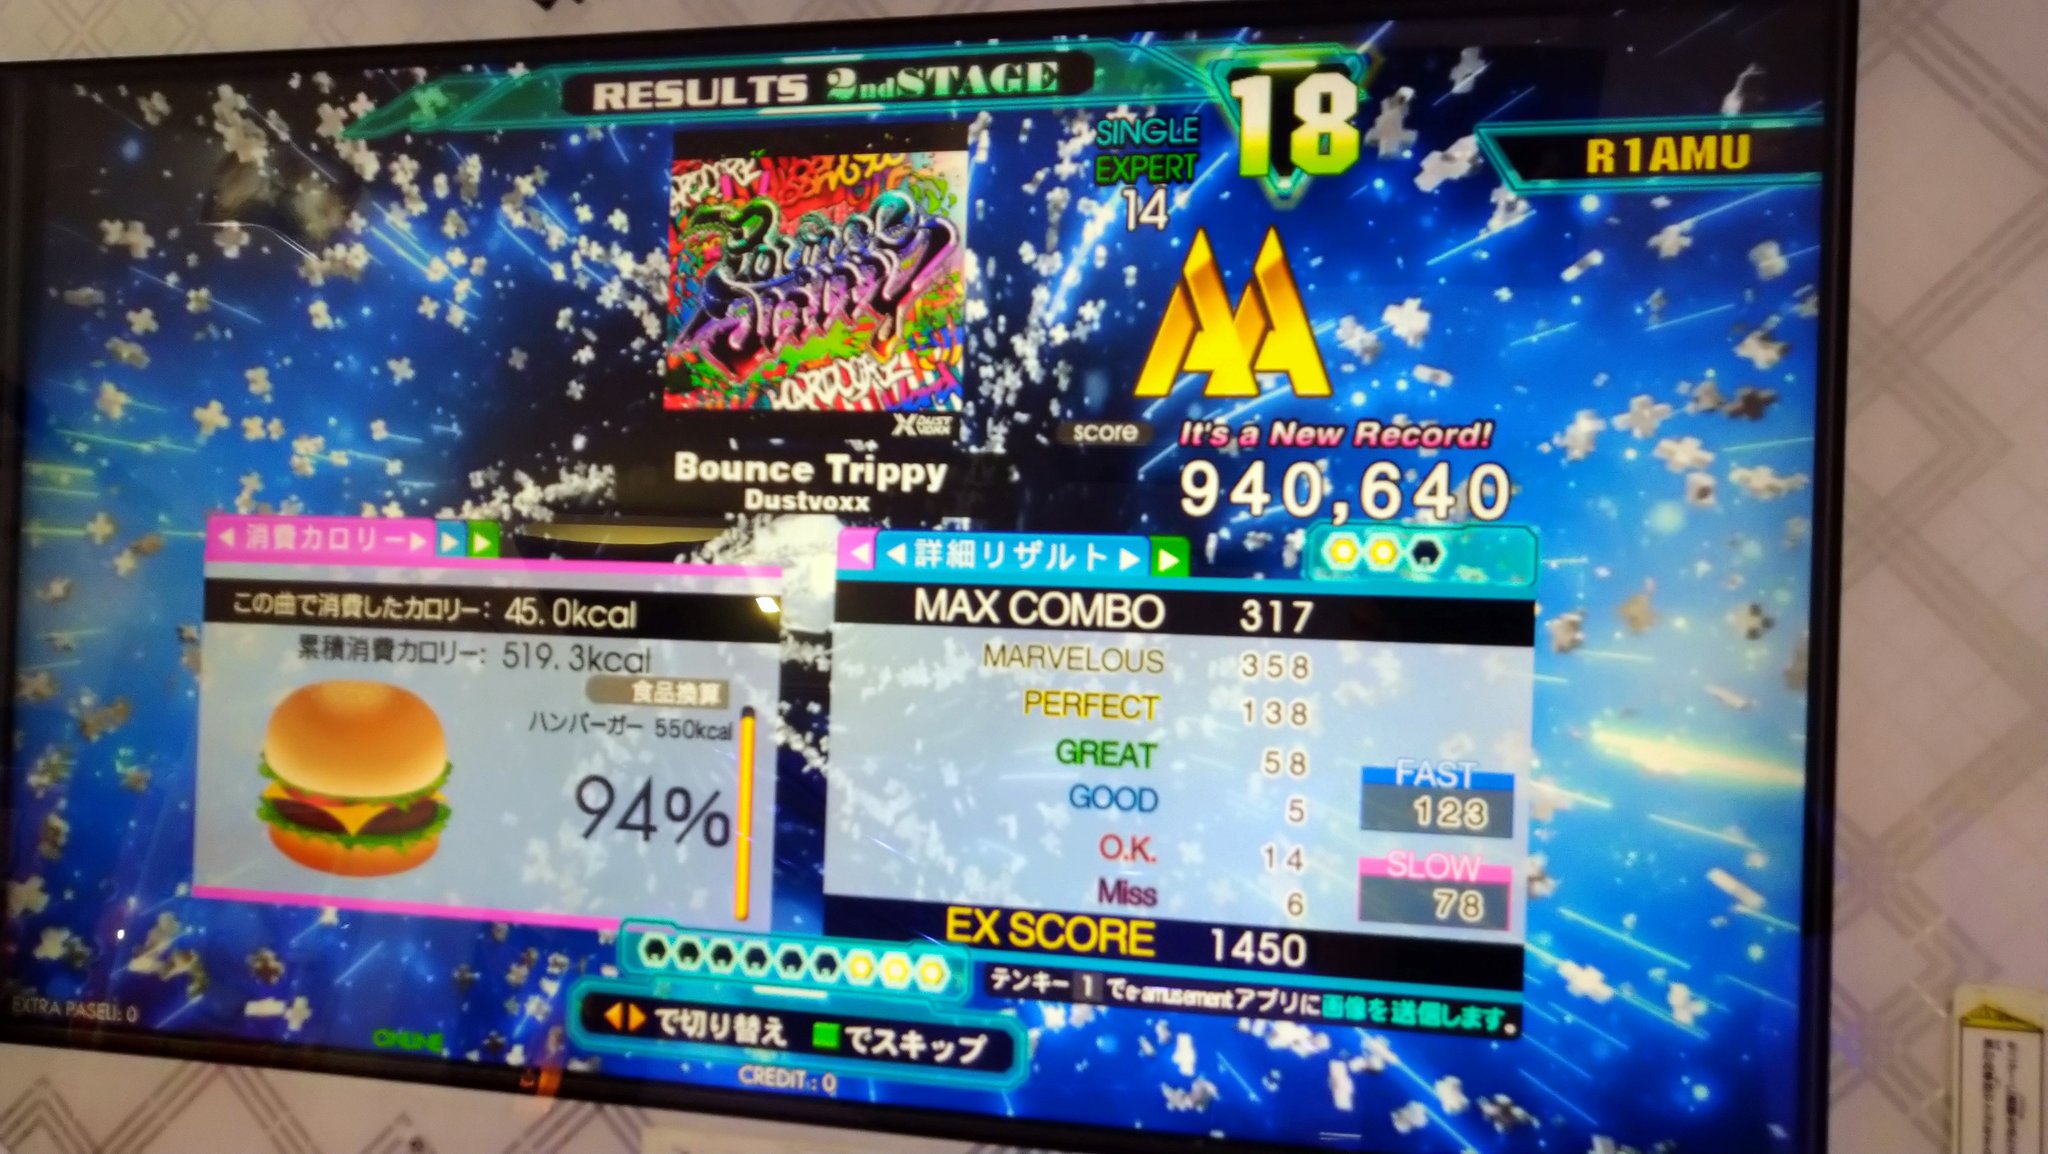 RESULTS 2ndSTAGE
18
SINGLE
EXPERT
14
R1AMU
Bounce
Trippy
HARDCORE
DUST
VOXX
AA
score
It's a New Record!
940,640
Bounce Trippy
Dustvoxx
消費カロリー
この曲で消費したカロリー: 45.0kcal
累積消費カロリー: 519.3kcal
食品換算
ハンバーガー 550kcal
94%
詳細リザルト
MAX COMBO 317
MARVELOUS 358
PERFECT 138
GREAT 58
GOOD 5
O.K. 14
Miss 6
FAST
123
SLOW
78
EX SCORE 1450
テンキー 1 でe-amusementアプリに画像を送信します。
で切り替え でスキップ
EXTRA PASELI: 0
ONLINE
CREDIT : 0